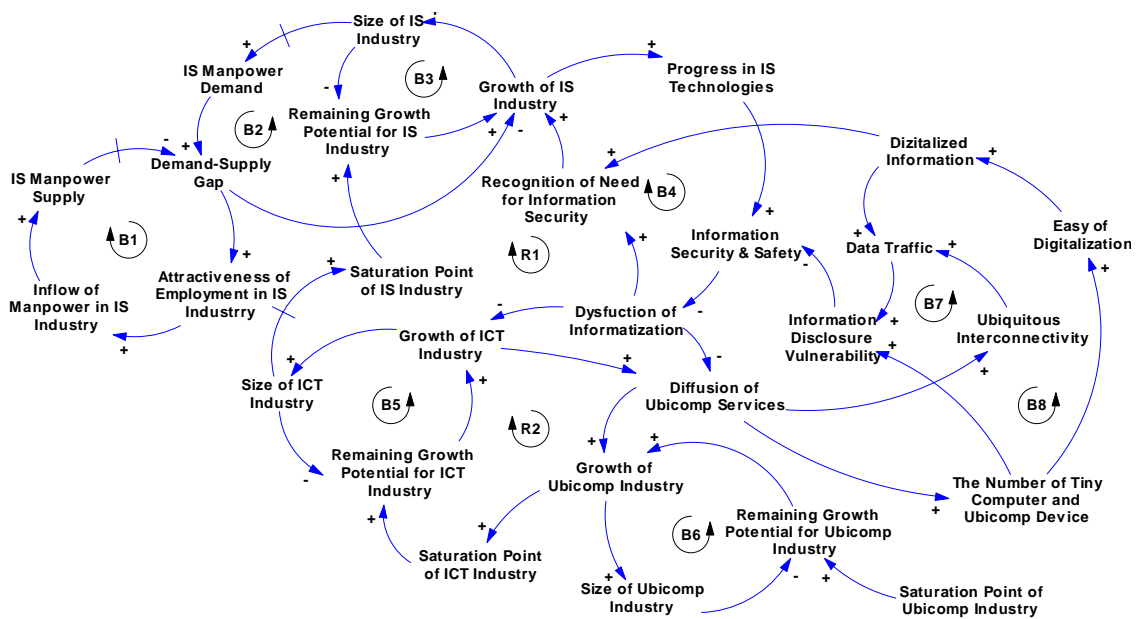 Size of IS
Industry
IS Manpower
Demand
B3
Growth of IS
Industry
Progress in IS
Technologies
B2
Remaining Growth
Potential for IS
Industry
Dizitalized
Information
IS Manpower
Supply
Demand-Supply
Gap
Recognition of Need
for Information
Security
B4
B1
R1
Information
Security & Safety
Data Traffic
Easy of
Digitalization
Inflow of
Manpower in IS
Industry
Attractiveness of
Employment in IS
Industrry
Saturation Point
of IS Industry
B7
Dysfuction of
Informatization
Information
Disclosure
Vulnerability
Ubiquitous
Interconnectivity
Growth of ICT
Industry
Size of ICT
Industry
B5
R2
Diffusion of
Ubicomp Services
B8
Remaining Growth
Potential for ICT
Industry
Growth of
Ubicomp Industry
The Number of Tiny
Computer and
Ubicomp Device
B6
Remaining Growth
Potential for Ubicomp
Industry
Saturation Point
of ICT Industry
Size of Ubicomp
Industry
Saturation Point of
Ubicomp Industry